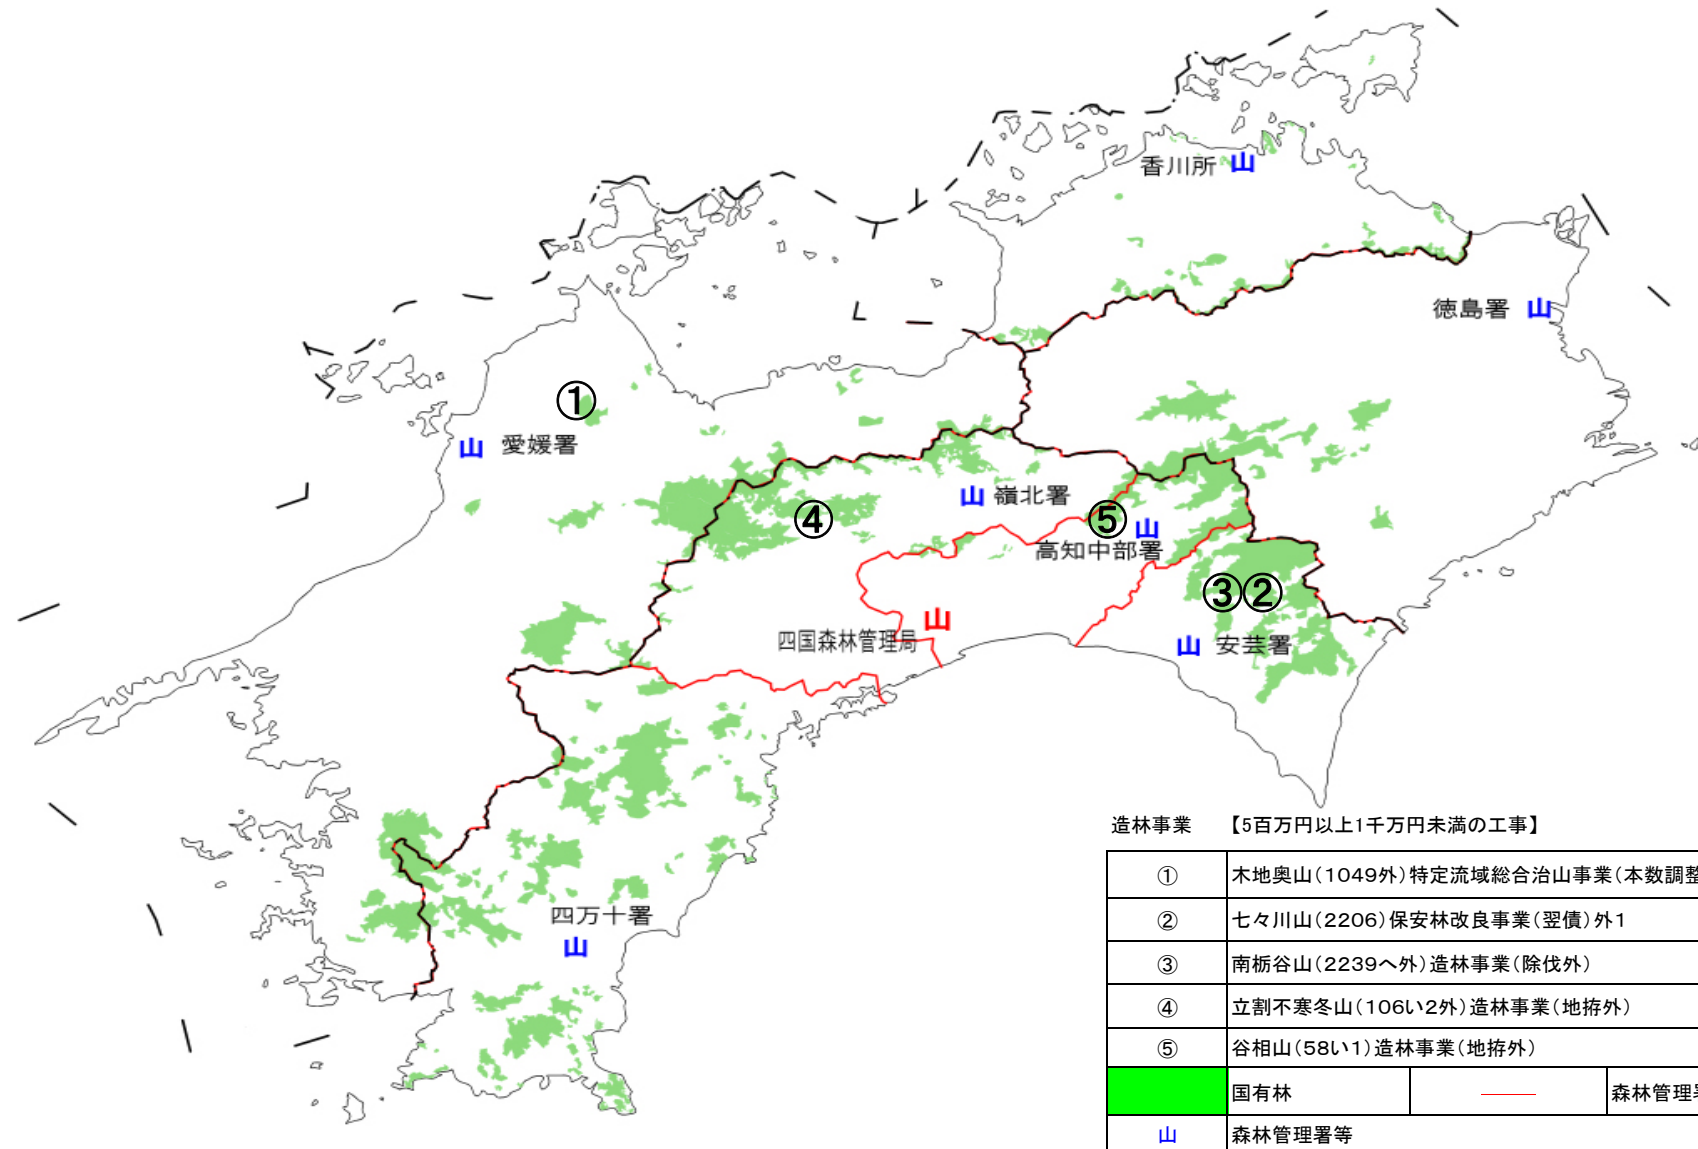 香川所 山
徳島署 山
①
山 愛媛署
山 嶺北署
④
⑤ 山
高知中部署
③②
山
四国森林管理局
山 安芸署
四万十署
山
造林事業 【5百万円以上1千万円未満の工事】
① 木地奥山(1049外)特定流域総合治山事業(本数調整
② 七々川山(2206)保安林改良事業(翌債)外1
③ 南栃谷山(2239へ外)造林事業(除伐外)
④ 立割不寒冬山(106い2外)造林事業(地拵外)
⑤ 谷相山(58い1)造林事業(地拵外)
国有林 森林管理署
山 森林管理署等